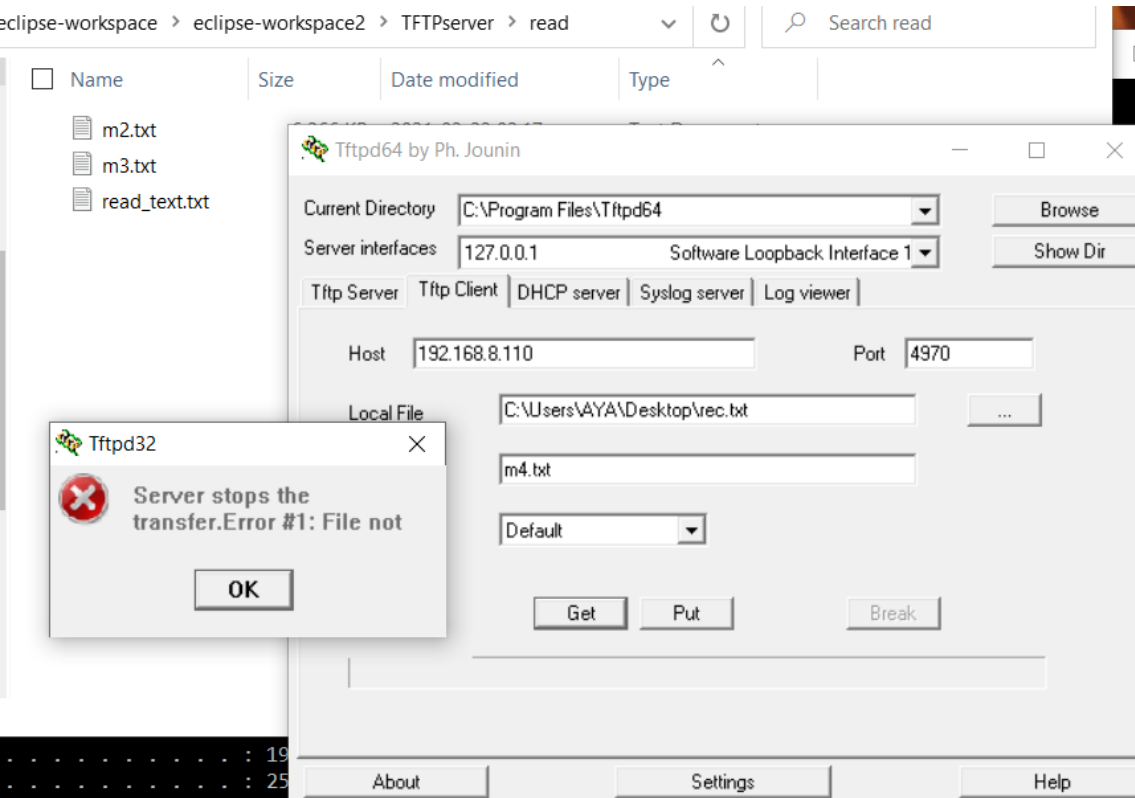 eclipse-workspace > eclipse-workspace2 > TFTPserver > read
Search read
Name Size Date modified Type
m2.txt
m3.txt
read_text.txt
Tftpd64 by Ph. Jounin
Current Directory C:\Program Files\Tftpd64 Browse
Server interfaces 127.0.0.1 Software Loopback Interface 1 Show Dir
Tftp Server Tftp Client DHCP server Syslog server Log viewer
Host 192.168.8.110 Port 4970
Local File C:\Users\AYA\Desktop\rec.txt ...
m4.txt
Default
Get Put Break
Tftpd32
Server stops the
transfer.Error #1: File not
OK
. . . . . . . . . . . : 19
. . . . . . . . . . . : 25
About Settings Help